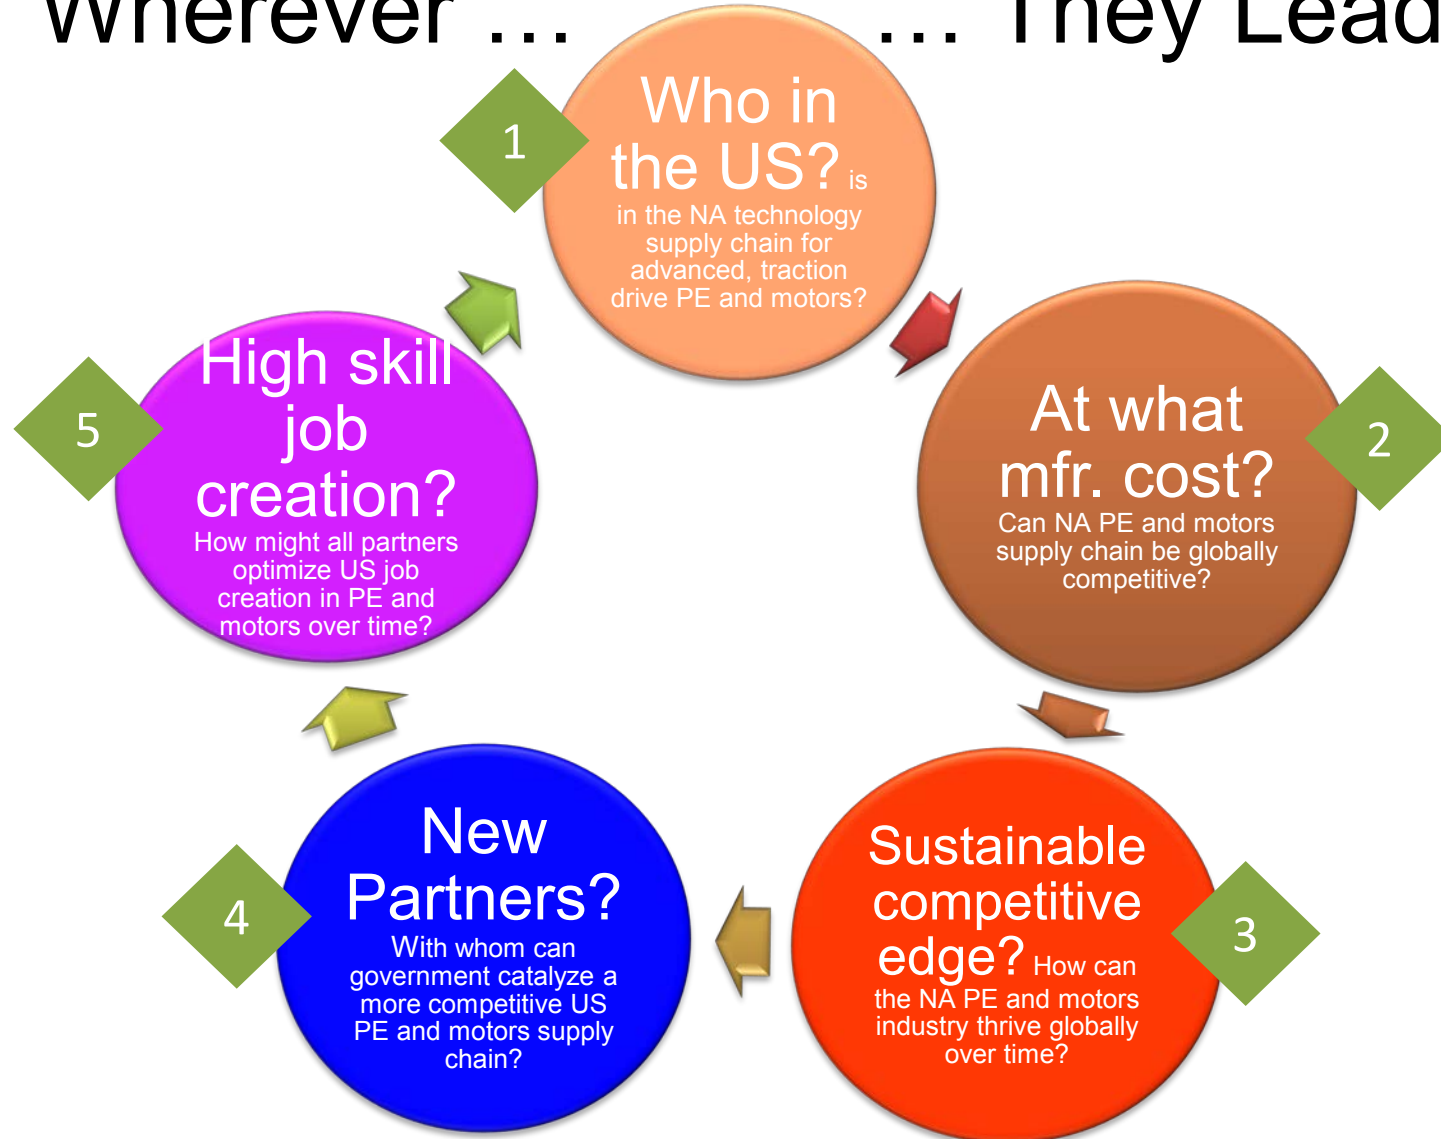 Wherever … … They Lead
1
Who in
the US? is
in the NA technology
supply chain for
advanced, traction
drive PE and motors?
2
At what
mfr. cost?
Can NA PE and motors
supply chain be globally
competitive?
3
Sustainable
competitive
edge? How can
the NA PE and motors
industry thrive globally
over time?
4
New
Partners?
With whom can
government catalyze a
more competitive US
PE and motors supply
chain?
5
High skill
job
creation?
How might all partners
optimize US job
creation in PE and
motors over time?